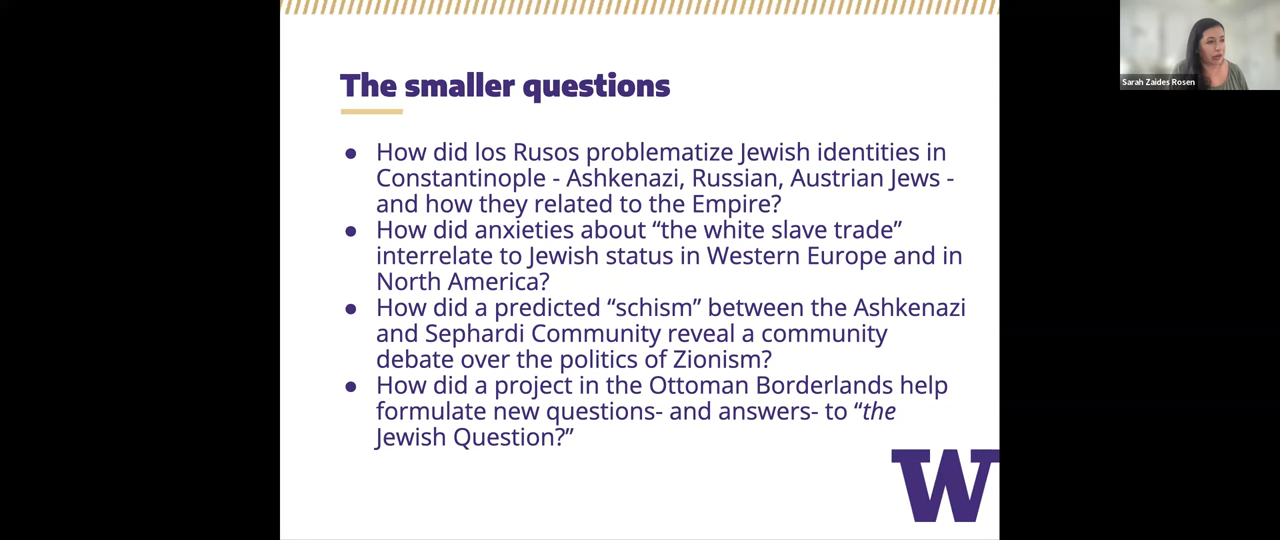 The smaller questions
Sarah Zaides Rosen
● How did los Rusos problematize Jewish identities in
Constantinople - Ashkenazi, Russian, Austrian Jews -
and how they related to the Empire?
● How did anxieties about “the white slave trade”
interrelate to Jewish status in Western Europe and in
North America?
● How did a predicted “schism” between the Ashkenazi
and Sephardi Community reveal a community
debate over the politics of Zionism?
● How did a project in the Ottoman Borderlands help
formulate new questions- and answers- to “the
Jewish Question?”
W